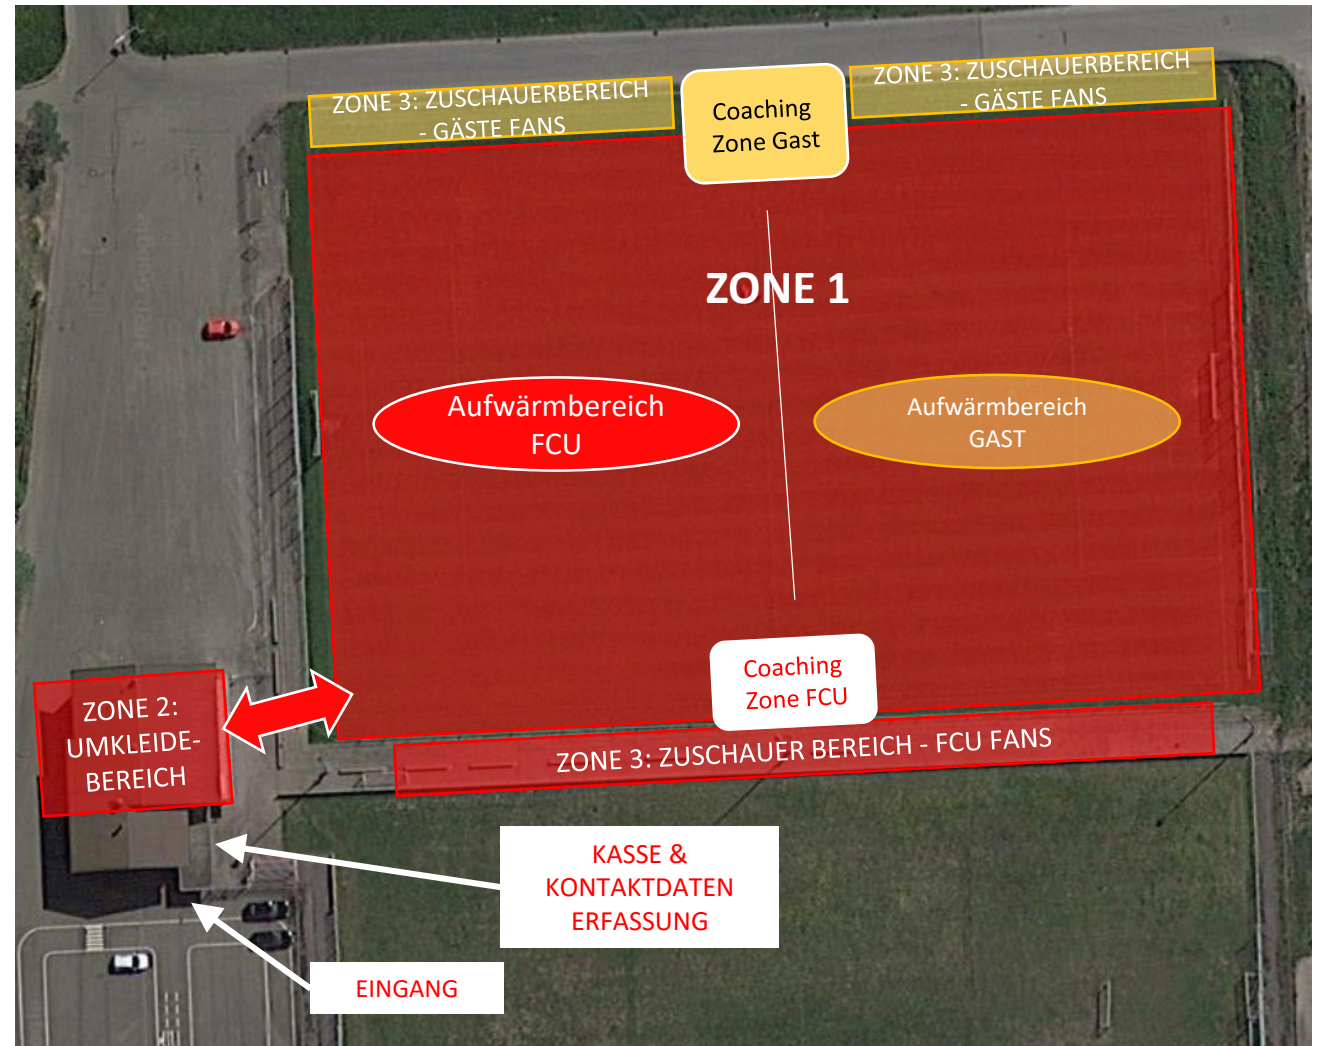 ZONE 3: ZUSCHAUERBEREICH
- GÄSTE FANS
Coaching
Zone Gast
ZONE 3: ZUSCHAUERBEREICH
- GÄSTE FANS
ZONE 1
Aufwärmbereich
FCU
Aufwärmbereich
GAST
Coaching
Zone FCU
ZONE 2:
UMKLEIDE-
BEREICH
ZONE 3: ZUSCHAUER BEREICH - FCU FANS
KASSE &
KONTAKTDATEN
ERFASSUNG
EINGANG